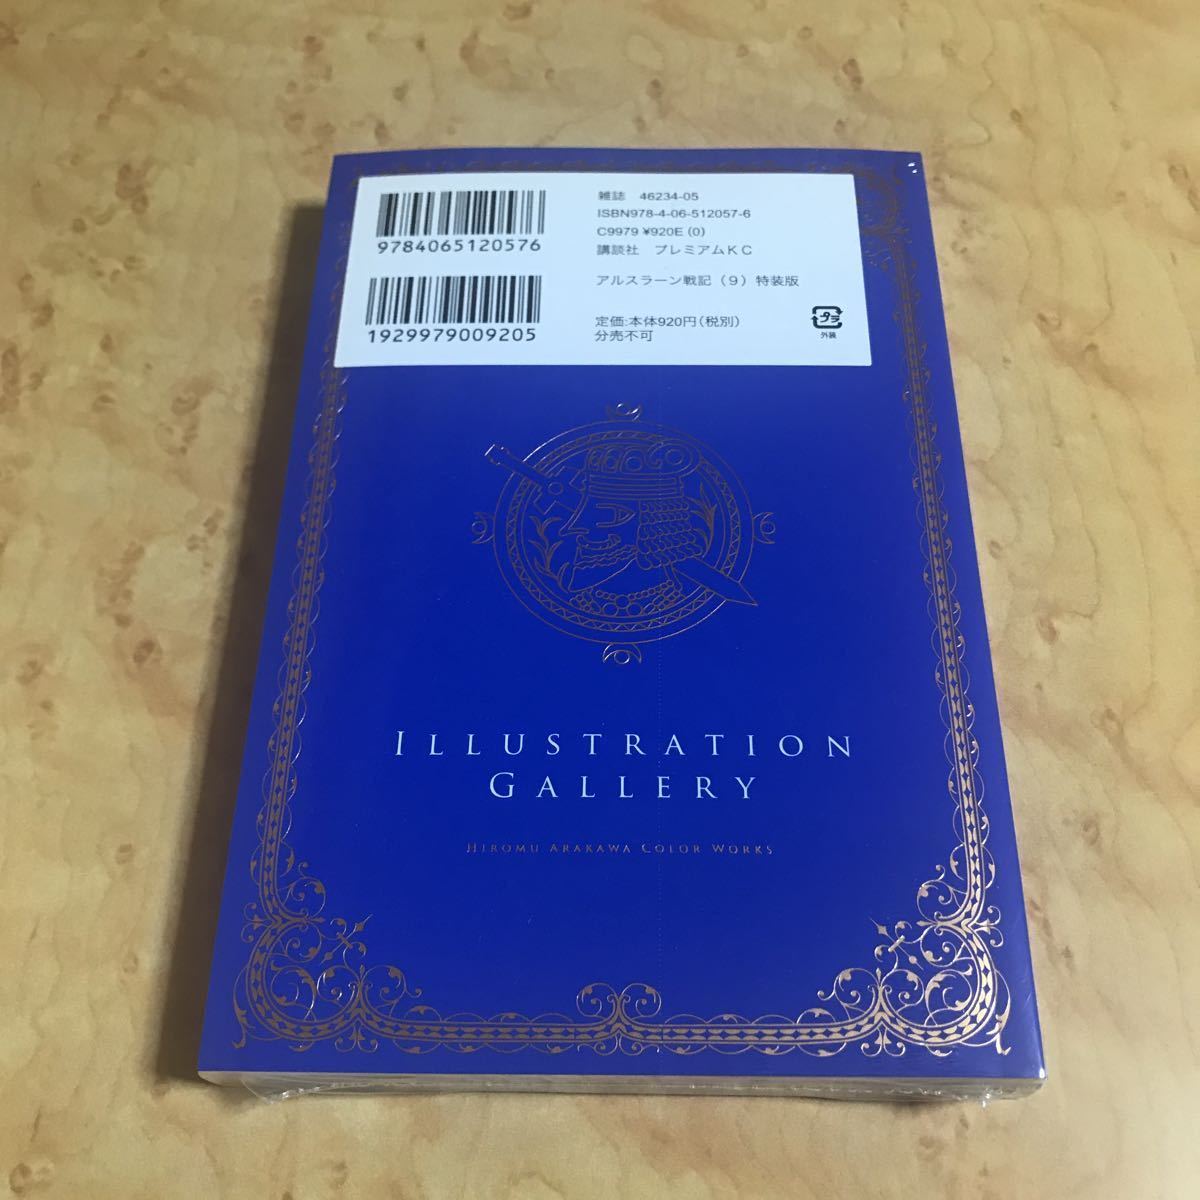 9784065120576
1929979009205
雑誌　46234-05
ISBN978-4-06-512057-6
C9979 ¥920E (0)
講談社　プレミアムＫＣ
アルスラーン戦記（９）特装版
定価:本体920円(税別)
分売不可
プラ
外装
ILLUSTRATION
GALLERY
HIROMU ARAKAWA COLOR WORKS